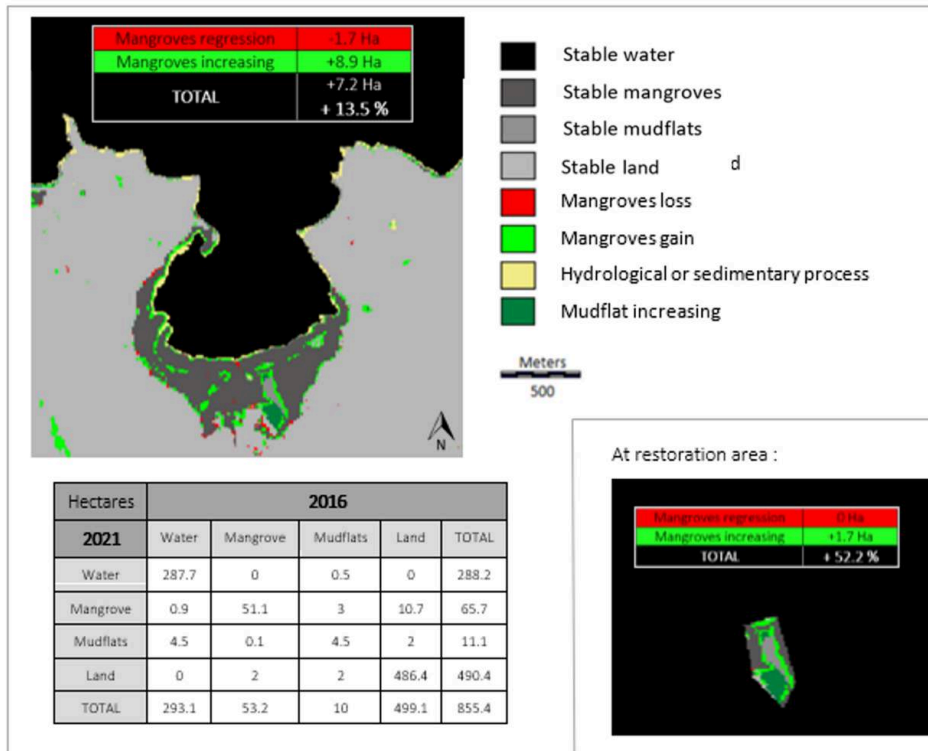 Mangroves regression -1.7 Ha
Mangroves increasing +8.9 Ha
TOTAL +7.2 Ha
+ 13.5 %
N
Stable water
Stable mangroves
Stable mudflats
Stable land d
Mangroves loss
Mangroves gain
Hydrological or sedimentary process
Mudflat increasing
Meters
500
Hectares 2016
2021 Water Mangrove Mudflats Land TOTAL
Water 287.7 0 0.5 0 288.2
Mangrove 0.9 51.1 3 10.7 65.7
Mudflats 4.5 0.1 4.5 2 11.1
Land 0 2 2 486.4 490.4
TOTAL 293.1 53.2 10 499.1 855.4
At restoration area :
Mangroves regression 0 Ha
Mangroves increasing +1.7 Ha
TOTAL + 52.2 %